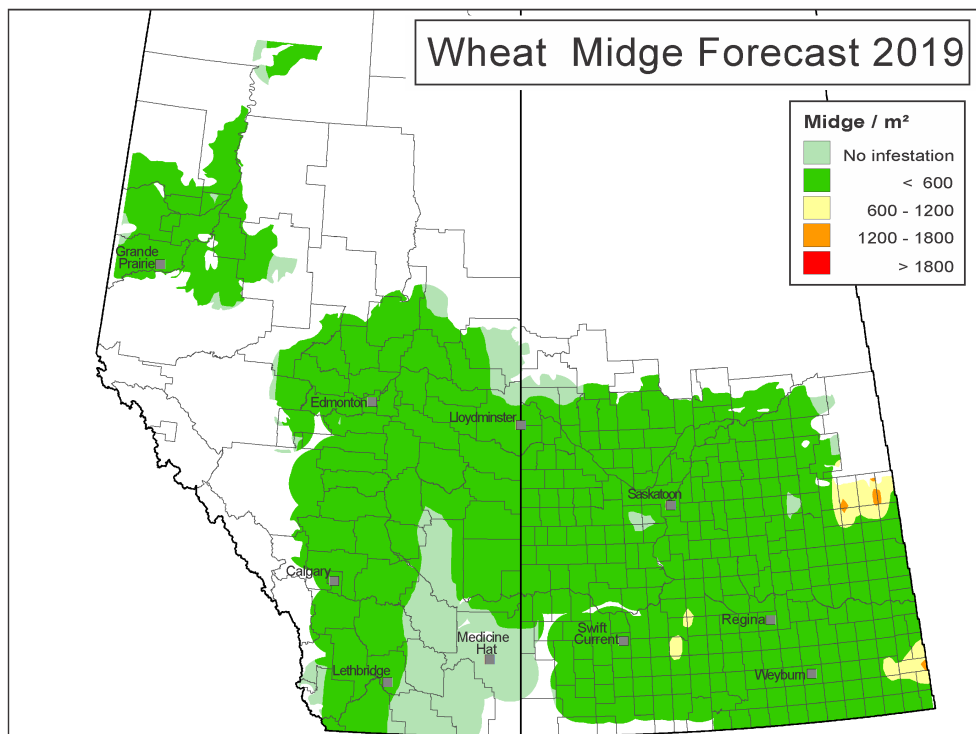 Wheat Midge Forecast 2019
Midge / m²
No infestation
< 600
600 - 1200
1200 - 1800
> 1800
Grande
Prairie
Edmonton
Lloydminster
Saskatoon
Calgary
Medicine
Hat
Swift
Current
Regina
Lethbridge
Weyburn